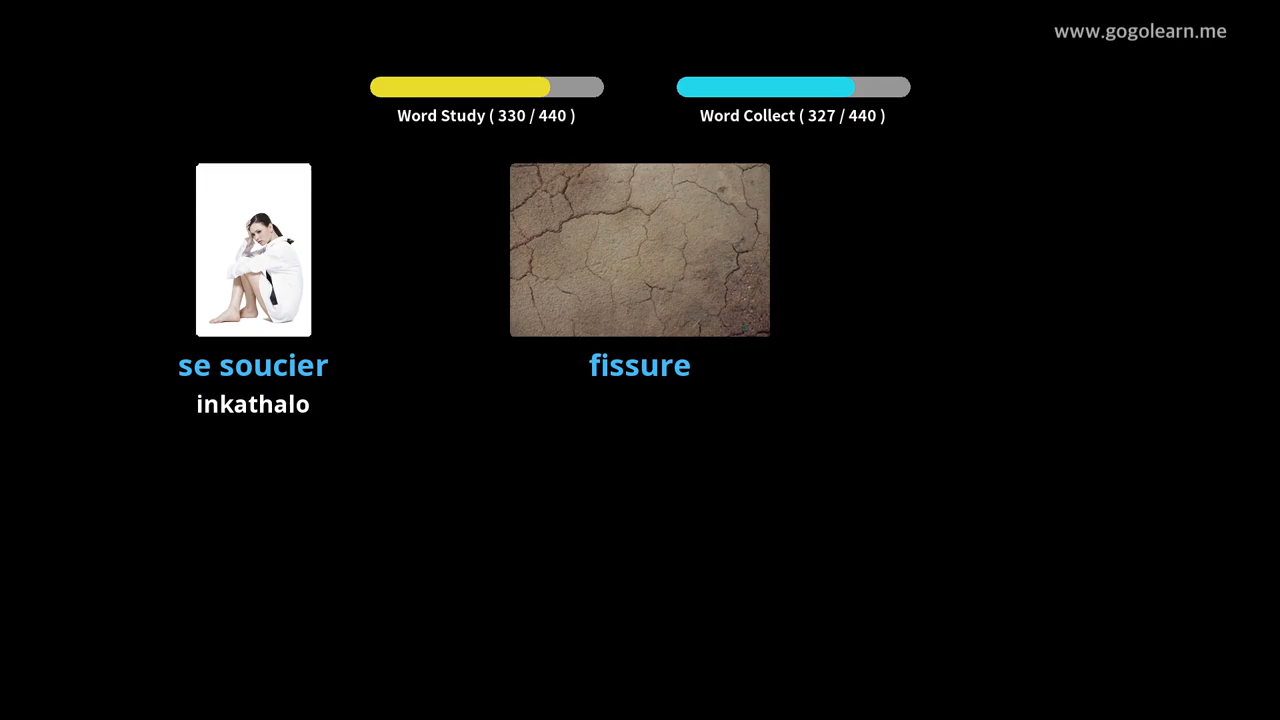 www.gogolearn.me
Word Study ( 330 / 440 )
Word Collect ( 327 / 440 )
se soucier
inkathalo
fissure